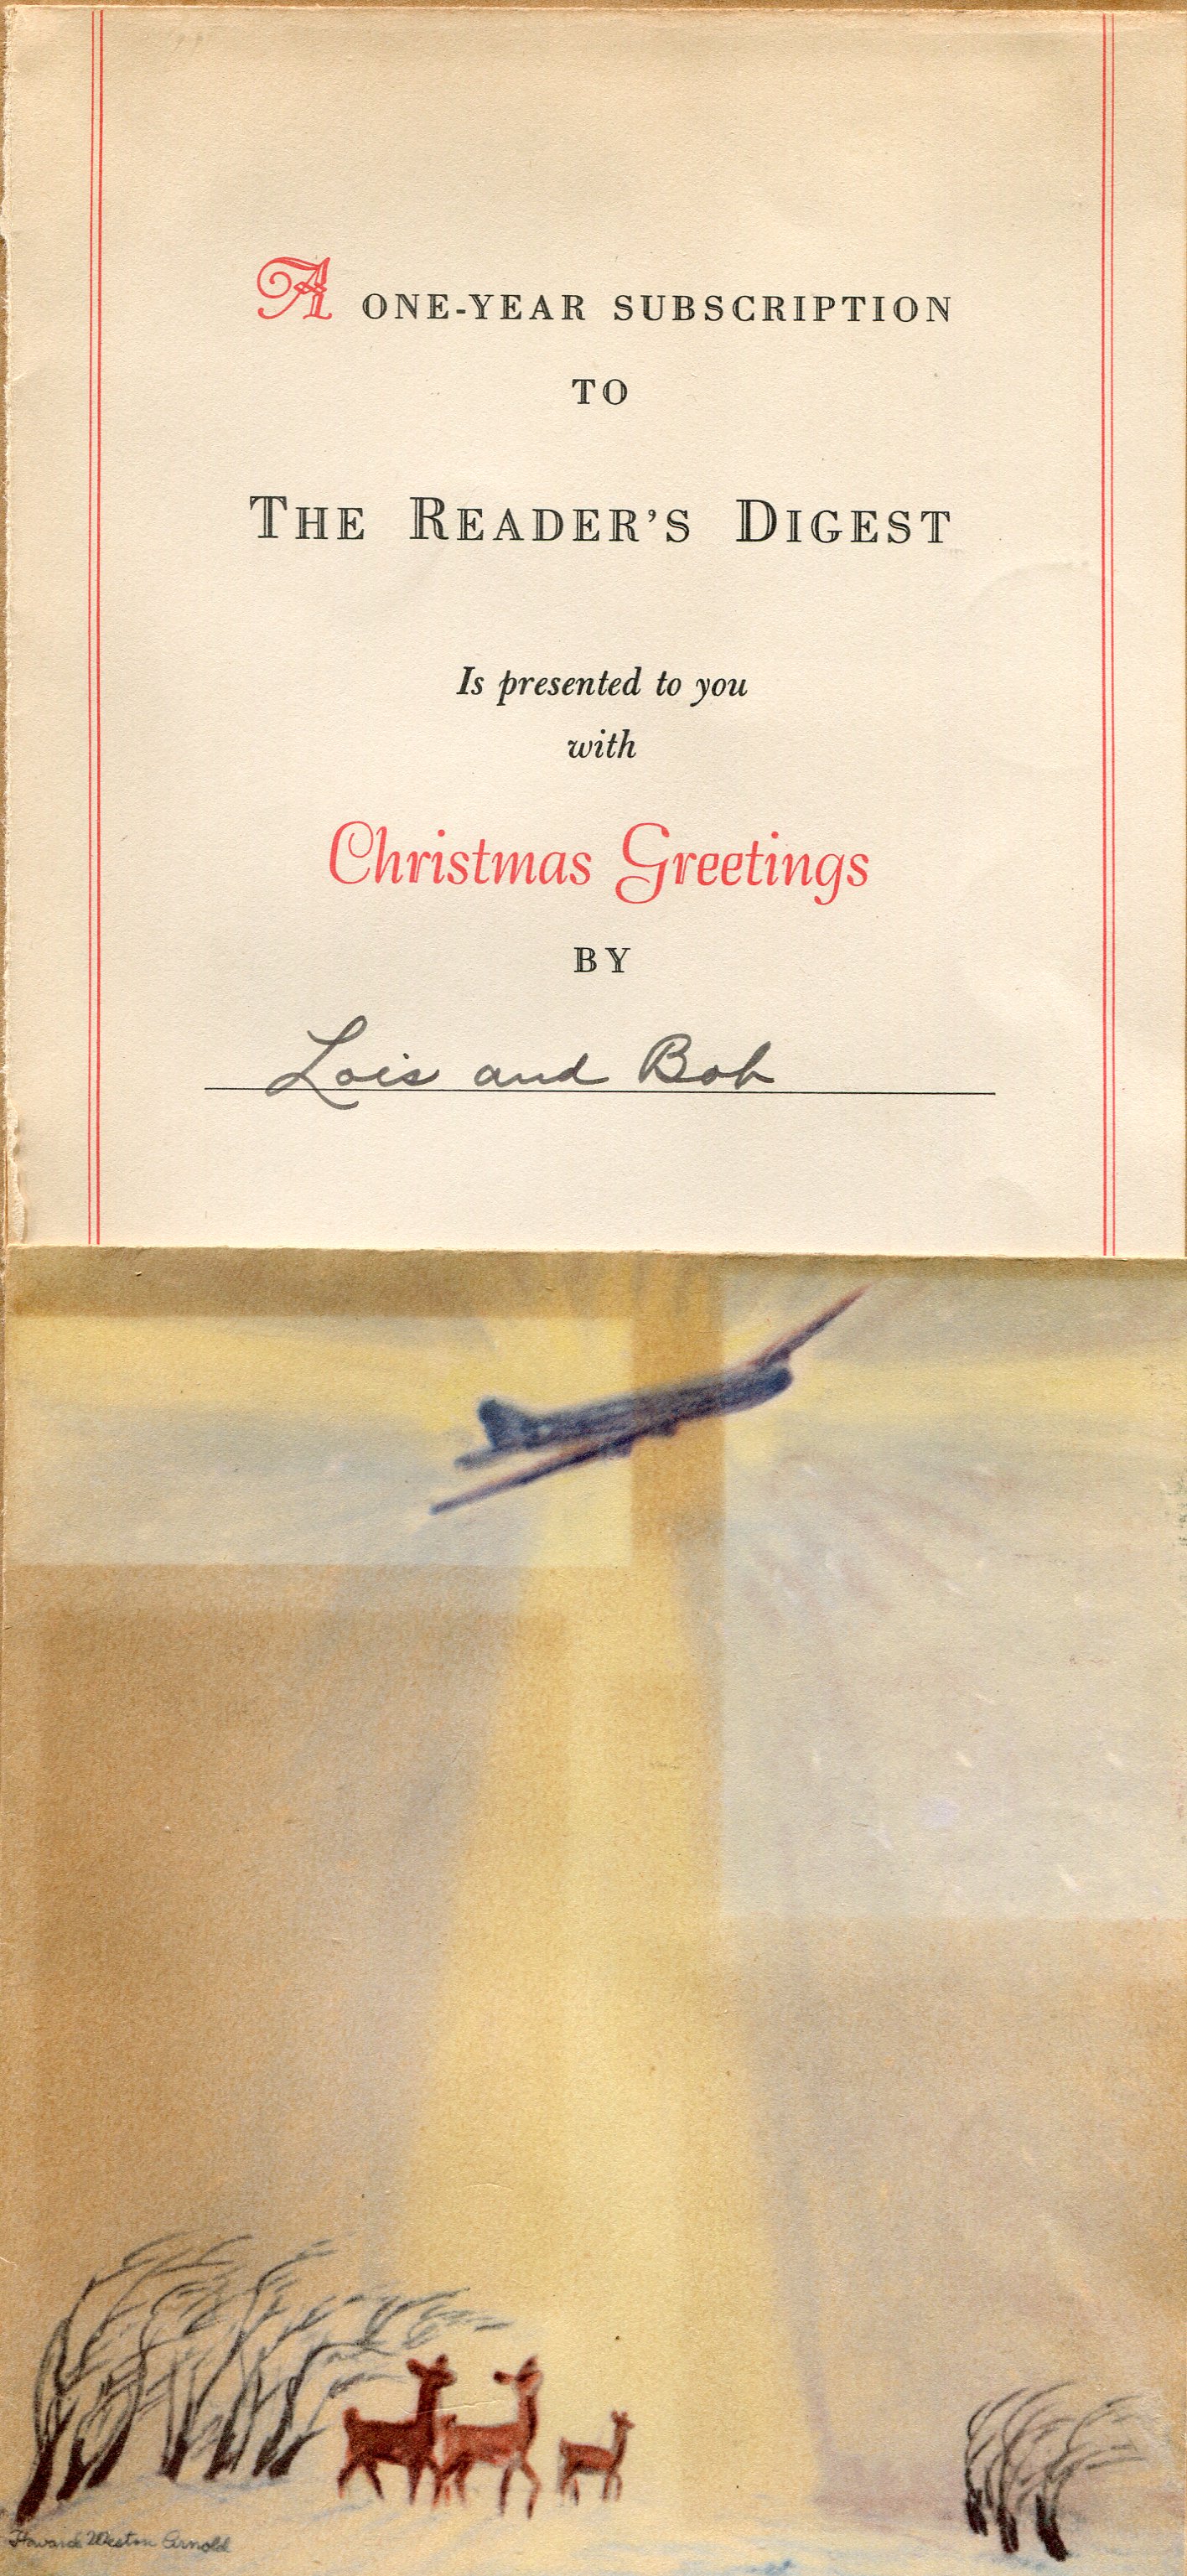 A ONE-YEAR SUBSCRIPTION
TO
THE READER'S DIGEST
Is presented to you
with
Christmas Greetings
BY
Lois and Bob
Howard Weston Arnold